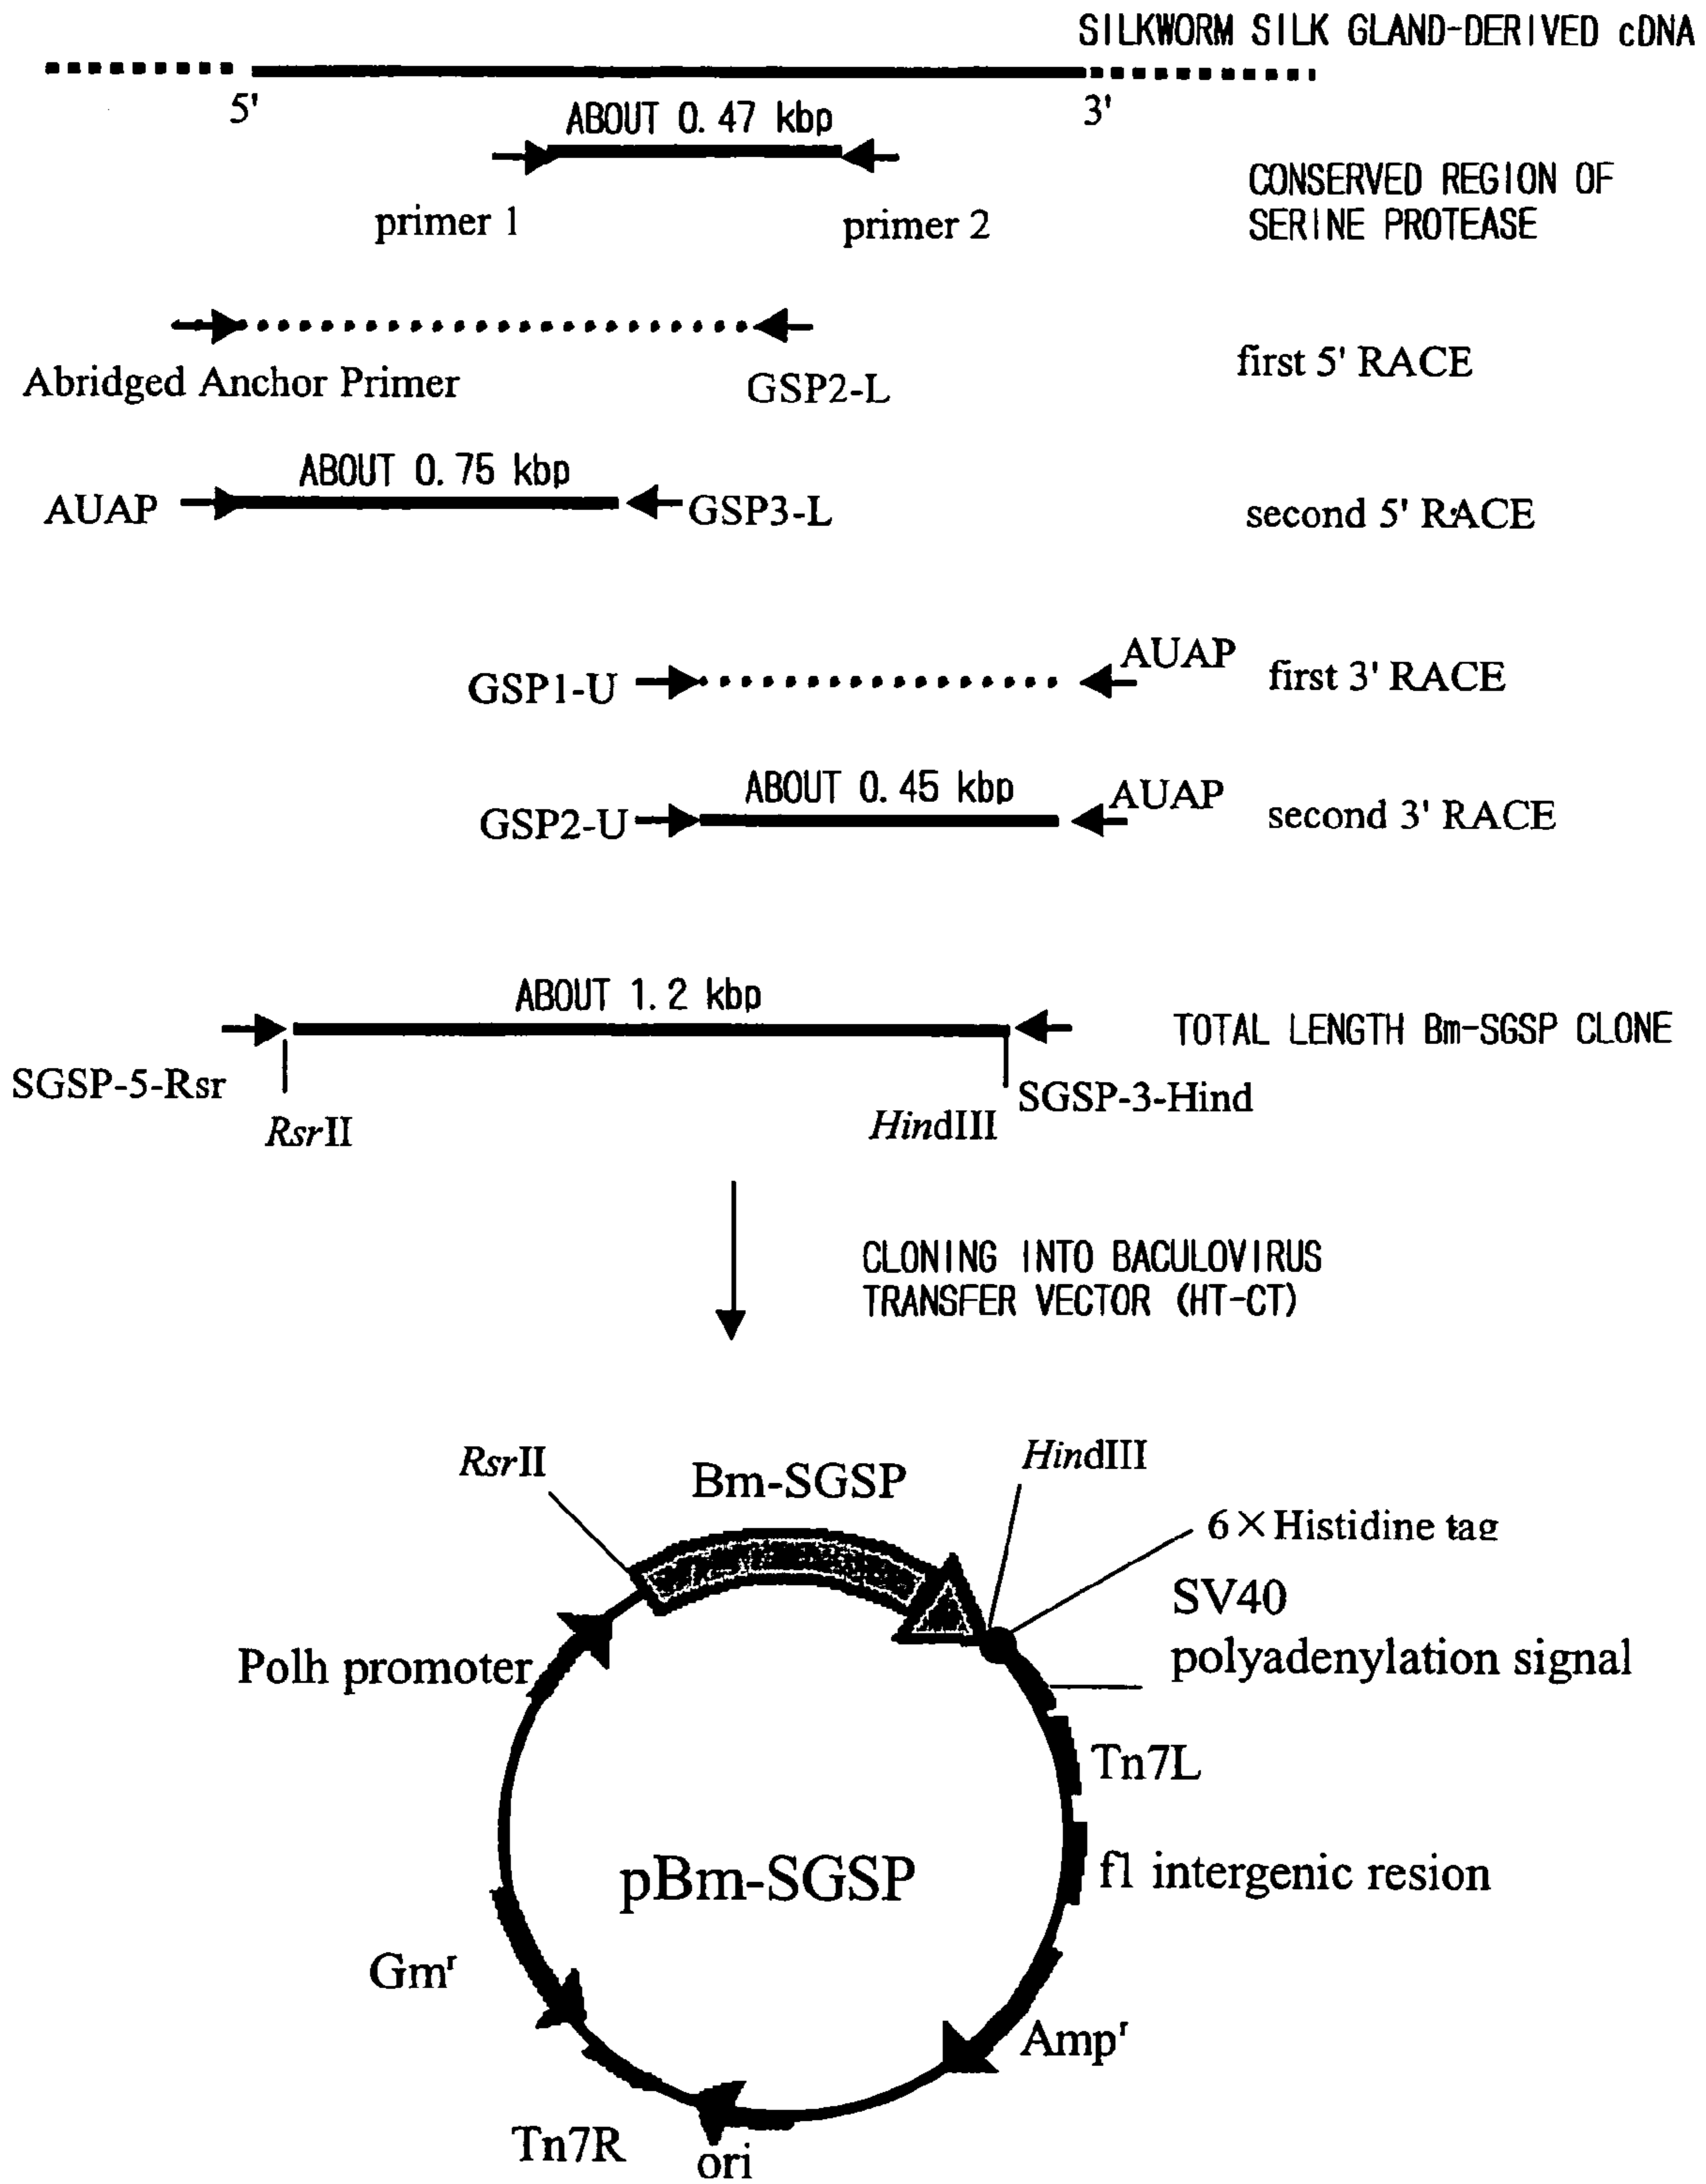 SILKWORM SILK GLAND-DERIVED cDNA
5'
3'
ABOUT 0.47 kbp
primer 1
primer 2
CONSERVED REGION OF
SERINE PROTEASE
Abridged Anchor Primer
GSP2-L
first 5' RACE
ABOUT 0.75 kbp
AUAP
GSP3-L
second 5' RACE
GSP1-U
AUAP
first 3' RACE
ABOUT 0.45 kbp
GSP2-U
AUAP
second 3' RACE
ABOUT 1.2 kbp
TOTAL LENGTH Bm-SGSP CLONE
SGSP-5-Rsr
SGSP-3-Hind
RsrII
HindIII
CLONING INTO BACULOVIRUS
TRANSFER VECTOR (HT-CT)
RsrII
Bm-SGSP
HindIII
6×Histidine tag
SV40
polyadenylation signal
Polh promoter
Tn7L
pBm-SGSP
f1 intergenic resion
Gmʳ
Ampʳ
Tn7R
ori